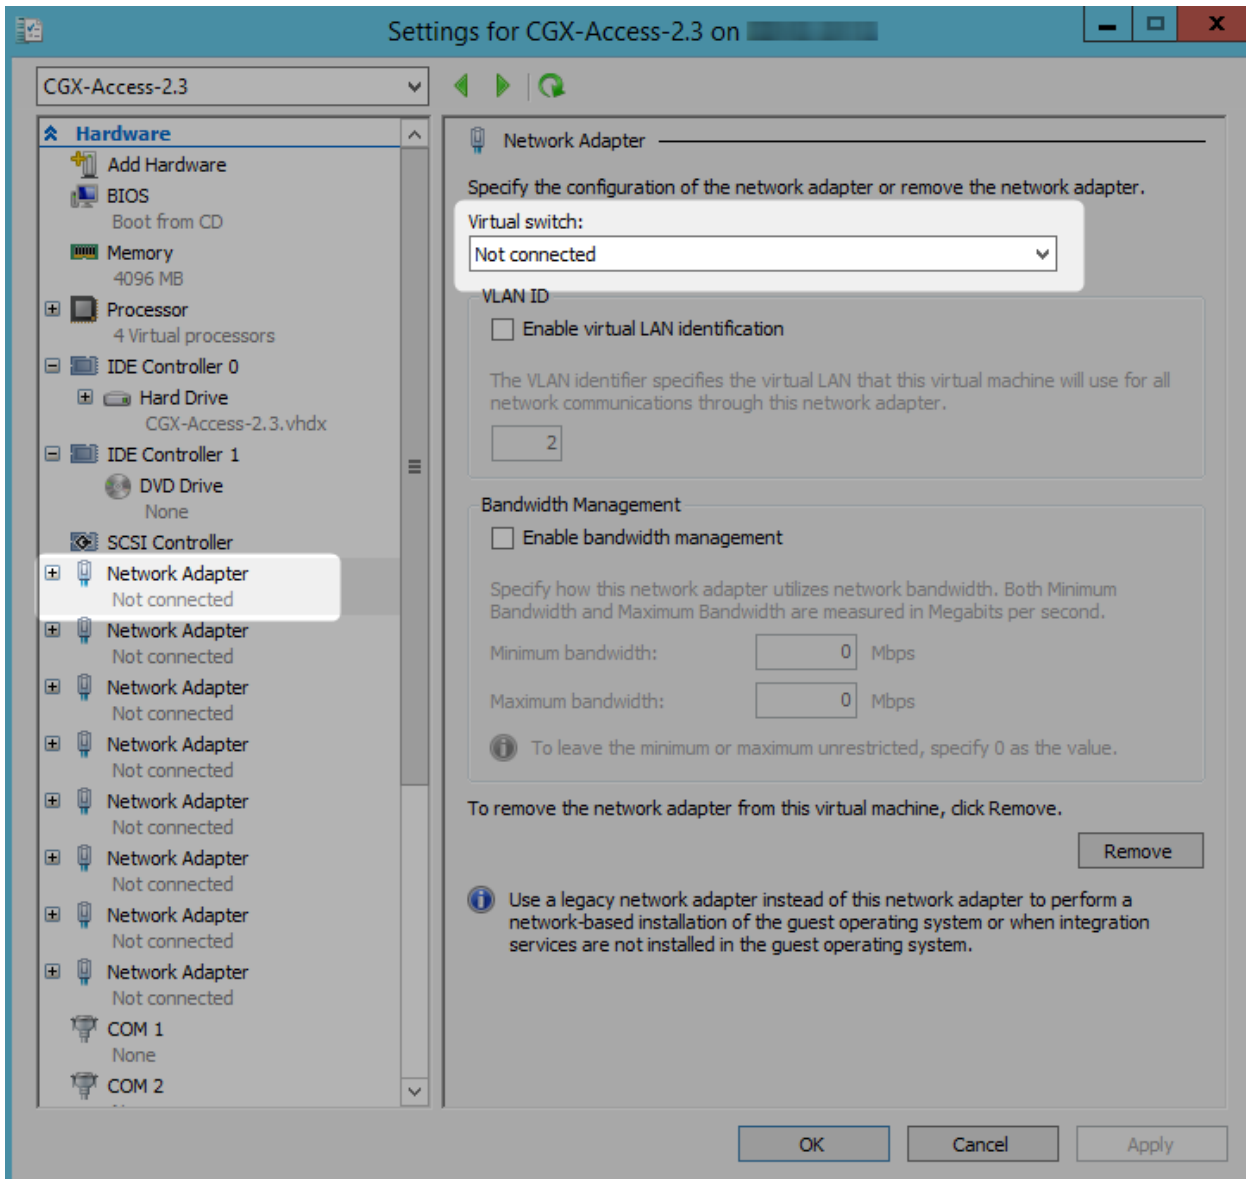 Settings for CGX-Access-2.3 on
CGX-Access-2.3
Hardware
Add Hardware
BIOS
Boot from CD
Memory
4096 MB
Processor
4 Virtual processors
IDE Controller 0
Hard Drive
CGX-Access-2.3.vhdx
IDE Controller 1
DVD Drive
None
SCSI Controller
Network Adapter
Not connected
Network Adapter
Not connected
Network Adapter
Not connected
Network Adapter
Not connected
Network Adapter
Not connected
Network Adapter
Not connected
Network Adapter
Not connected
Network Adapter
Not connected
COM 1
None
COM 2
Network Adapter
Specify the configuration of the network adapter or remove the network adapter.
Virtual switch:
Not connected
VLAN ID
Enable virtual LAN identification
The VLAN identifier specifies the virtual LAN that this virtual machine will use for all
network communications through this network adapter.
2
Bandwidth Management
Enable bandwidth management
Specify how this network adapter utilizes network bandwidth. Both Minimum
Bandwidth and Maximum Bandwidth are measured in Megabits per second.
Minimum bandwidth: 0 Mbps
Maximum bandwidth: 0 Mbps
To leave the minimum or maximum unrestricted, specify 0 as the value.
To remove the network adapter from this virtual machine, click Remove.
Remove
Use a legacy network adapter instead of this network adapter to perform a
network-based installation of the guest operating system or when integration
services are not installed in the guest operating system.
OK Cancel Apply